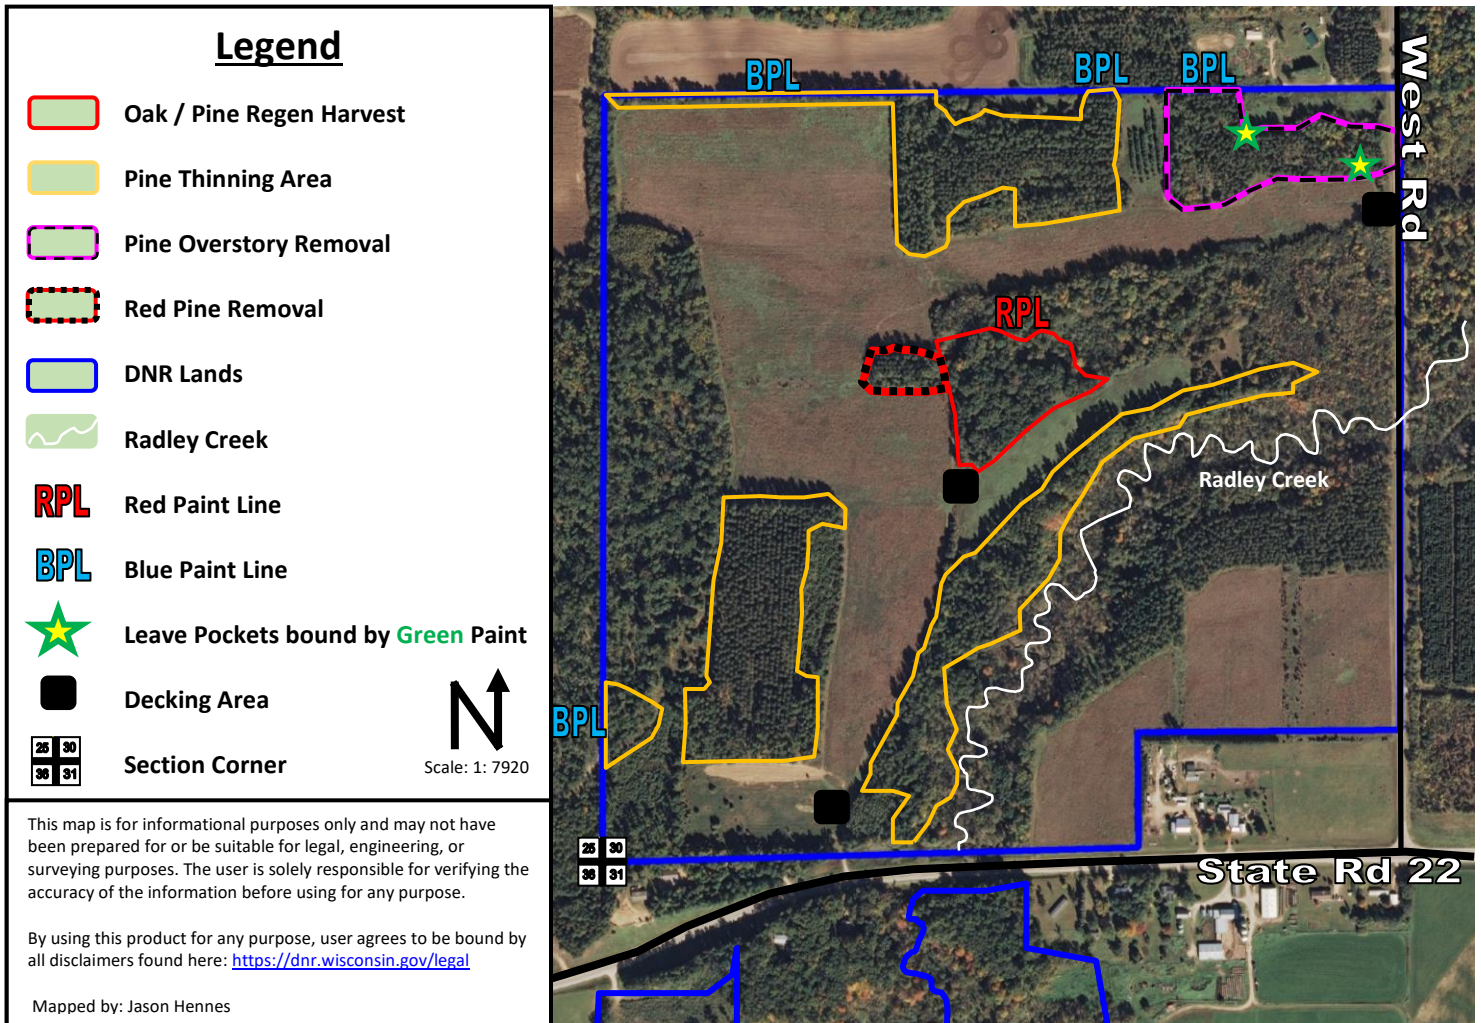 Legend
Oak / Pine Regen Harvest
Pine Thinning Area
Pine Overstory Removal
Red Pine Removal
DNR Lands
Radley Creek
RPL Red Paint Line
BPL Blue Paint Line
Leave Pockets bound by Green Paint
Decking Area
25 30
36 31
Section Corner
N
Scale: 1: 7920
This map is for informational purposes only and may not have
been prepared for or be suitable for legal, engineering, or
surveying purposes. The user is solely responsible for verifying the
accuracy of the information before using for any purpose.
By using this product for any purpose, user agrees to be bound by
all disclaimers found here: https://dnr.wisconsin.gov/legal
Mapped by: Jason Hennes
BPL
BPL
BPL
West Rd
RPL
Radley Creek
BPL
25 30
36 31
State Rd 22